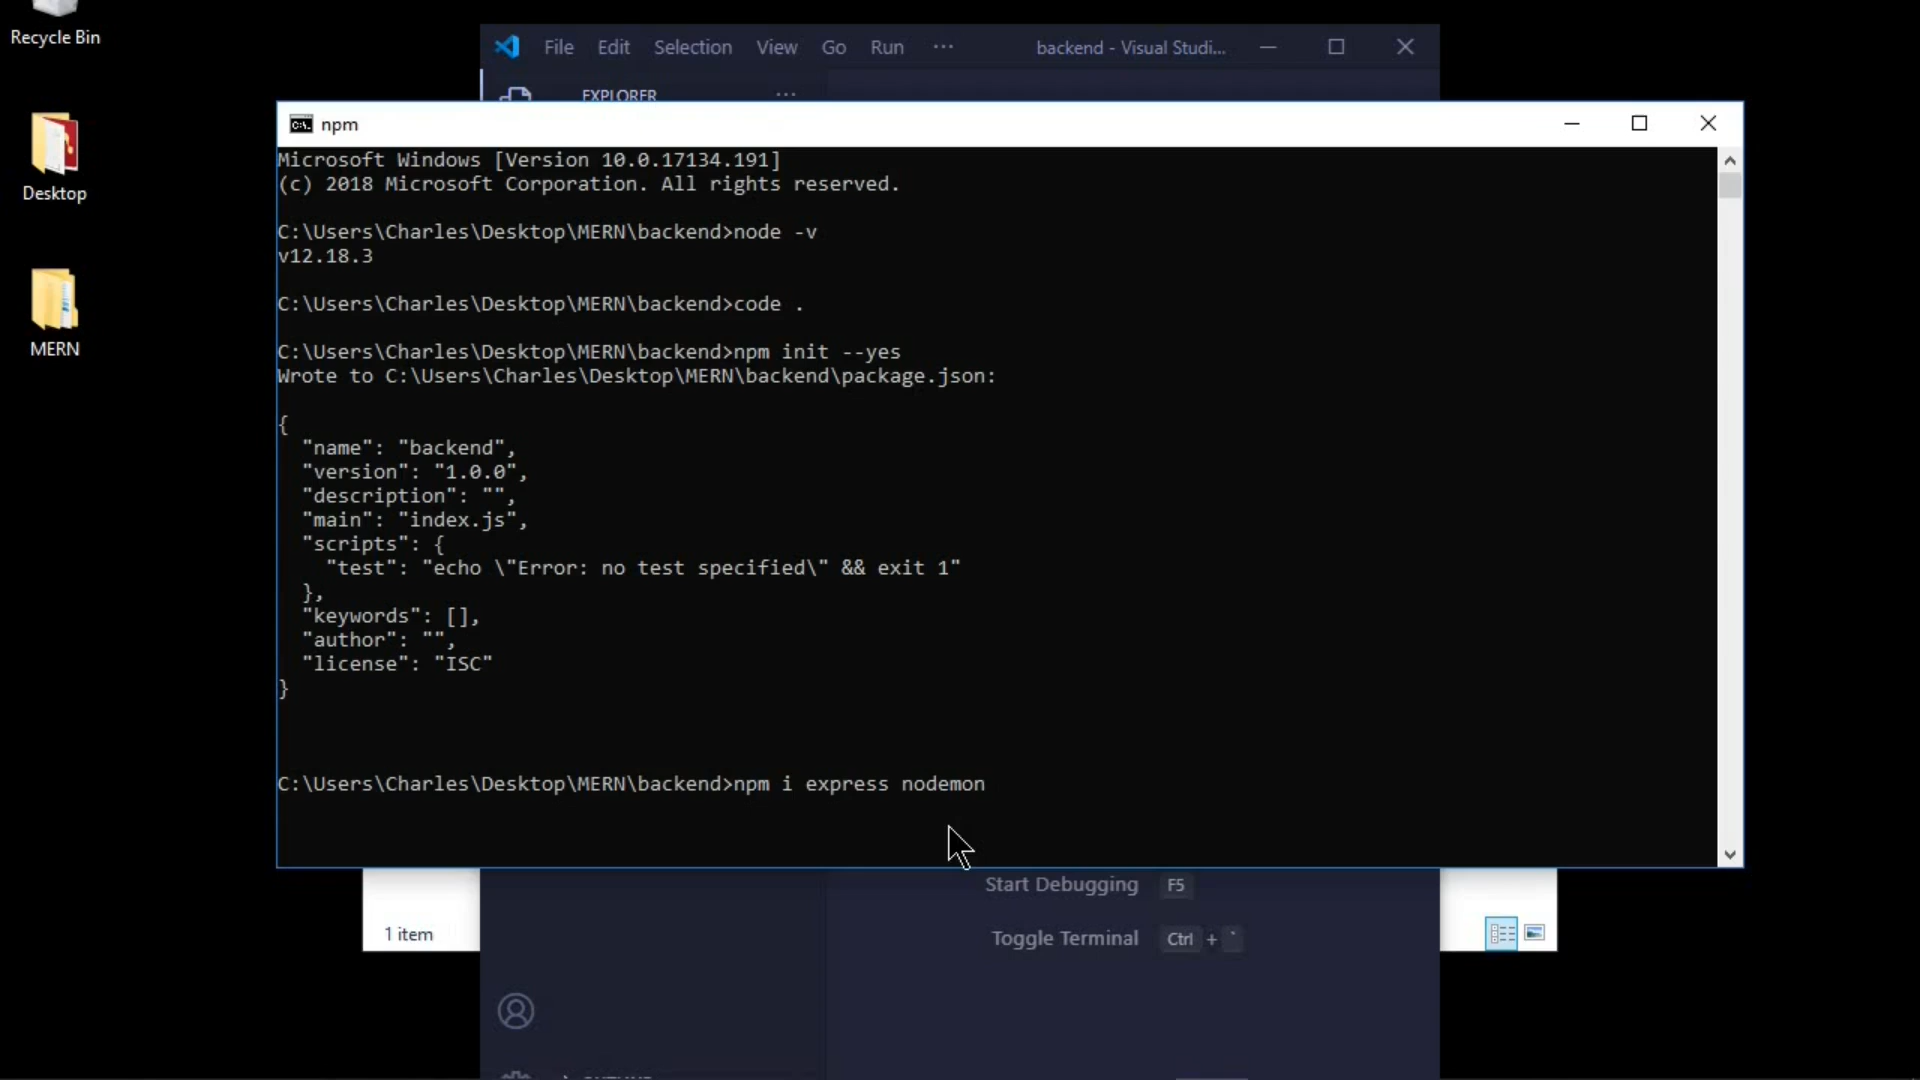 Recycle Bin
Desktop
MERN
File Edit Selection View Go Run ··· backend - Visual Studi...
EXPLORER ···
npm
Microsoft Windows [Version 10.0.17134.191]
(c) 2018 Microsoft Corporation. All rights reserved.
C:\Users\Charles\Desktop\MERN\backend>node -v
v12.18.3
C:\Users\Charles\Desktop\MERN\backend>code .
C:\Users\Charles\Desktop\MERN\backend>npm init --yes
Wrote to C:\Users\Charles\Desktop\MERN\backend\package.json:
{
  "name": "backend",
  "version": "1.0.0",
  "description": "",
  "main": "index.js",
  "scripts": {
    "test": "echo \"Error: no test specified\" && exit 1"
  },
  "keywords": [],
  "author": "",
  "license": "ISC"
}
C:\Users\Charles\Desktop\MERN\backend>npm i express nodemon
Start Debugging F5
1 item
Toggle Terminal Ctrl + `